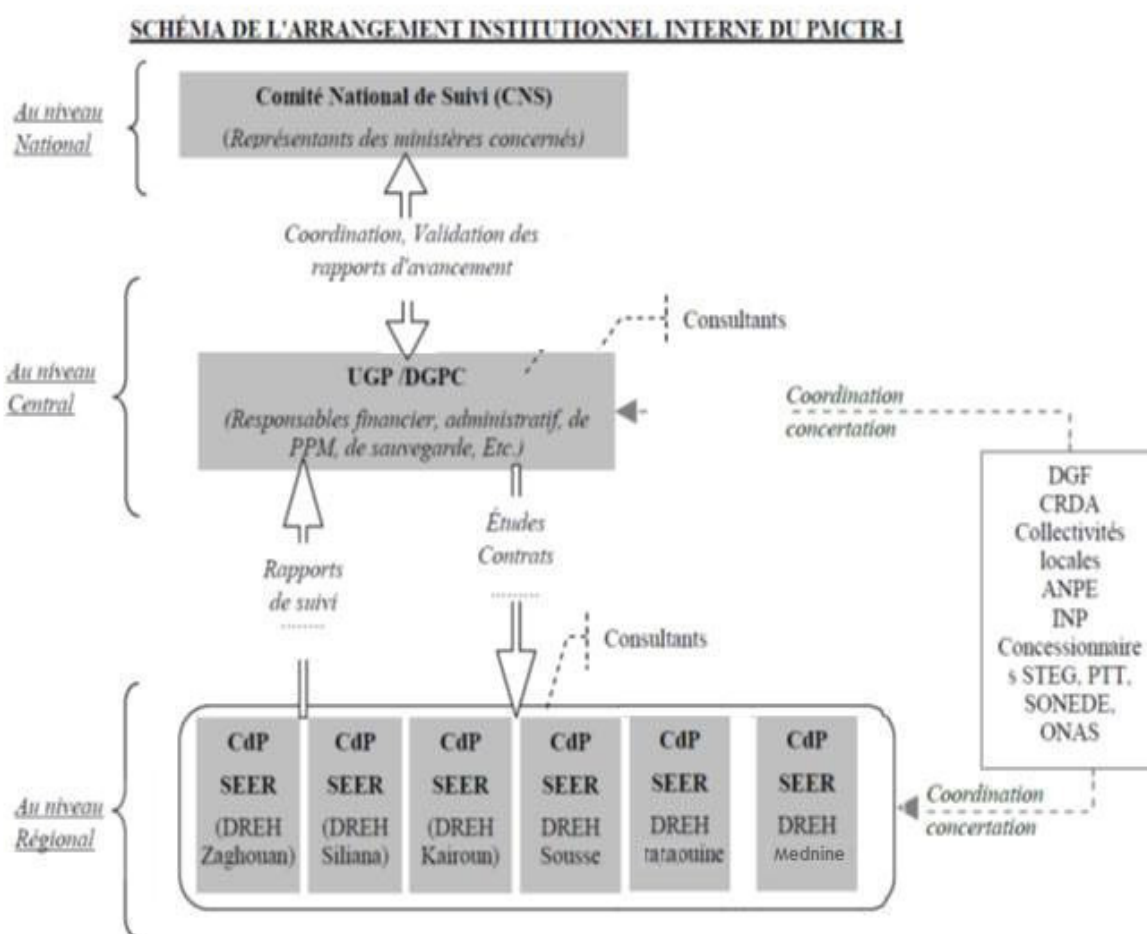 SCHÉMA DE L'ARRANGEMENT INSTITUTIONNEL INTERNE DU PMCTR-I
Au niveau
National
Comité National de Suivi (CNS)
(Représentants des ministères concernés)
Coordination, Validation des
rapports d'avancement
Au niveau
Central
Consultants
UGP /DGPC
(Responsables financier, administratif, de
PPM, de sauvegarde, Etc.)
Coordination
concertation
DGF
CRDA
Collectivités
locales
ANPE
INP
Concessionnaire
s STEG, PTT,
SONEDE,
ONAS
Rapports
de suivi
..........
Études
Contrats
..........
Consultants
Au niveau
Régional
CdP
SEER
(DREH
Zaghouan)
CdP
SEER
(DREH
Siliana)
CdP
SEER
(DREH
Kairoun)
CdP
SEER
DREH
Sousse
CdP
SEER
DREH
rataouine
CdP
SEER
DREH
Mednine
Coordination
concertation